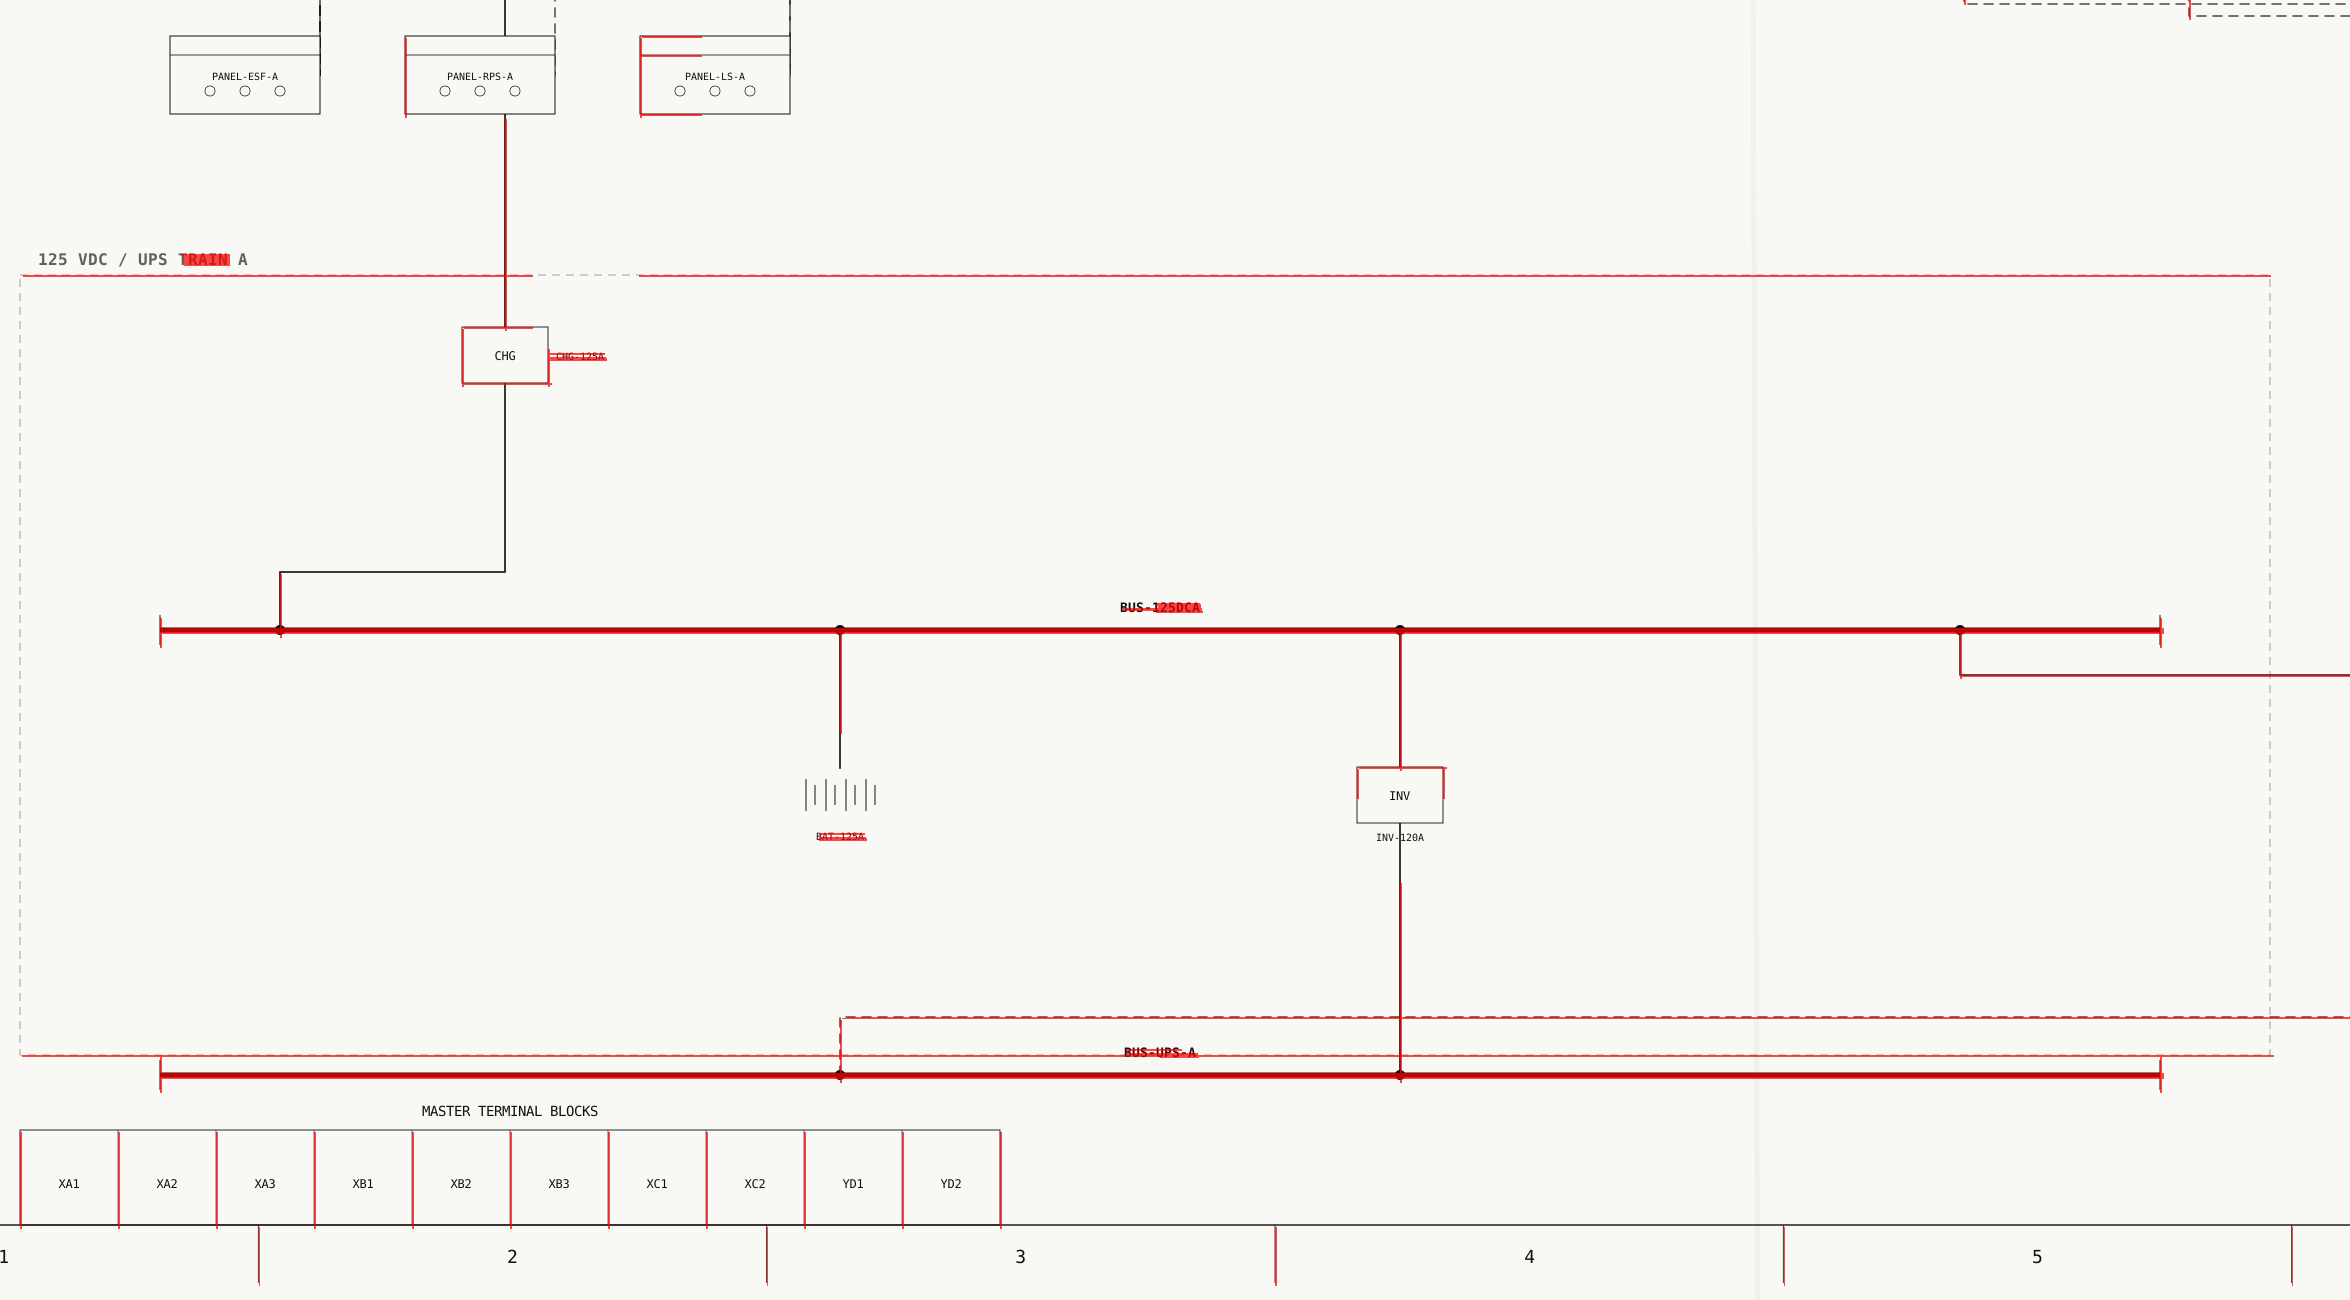 PANEL-ESF-A
PANEL-RPS-A
PANEL-LS-A
125 VDC / UPS TRAIN A
CHG
CHG-125A
BUS-125DCA
INV
BAT-125A
INV-120A
BUS-UPS-A
MASTER TERMINAL BLOCKS
XA1
XA2
XA3
XB1
XB2
XB3
XC1
XC2
YD1
YD2
1
2
3
4
5